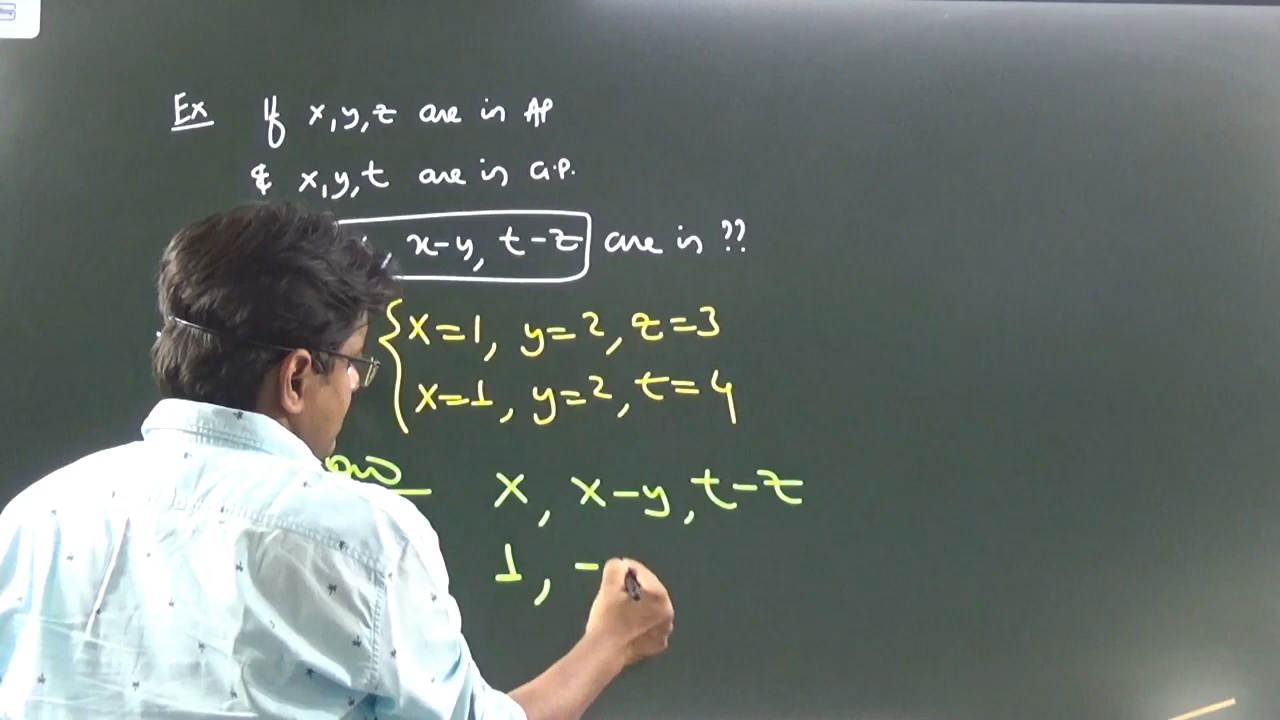 Ex If x, y, z are in AP
& x, y, t are in G.P.
x-y, t-z are in ??
x=1, y=2, z=3
x=1, y=2, t=4
x, x-y, t-z
1, -